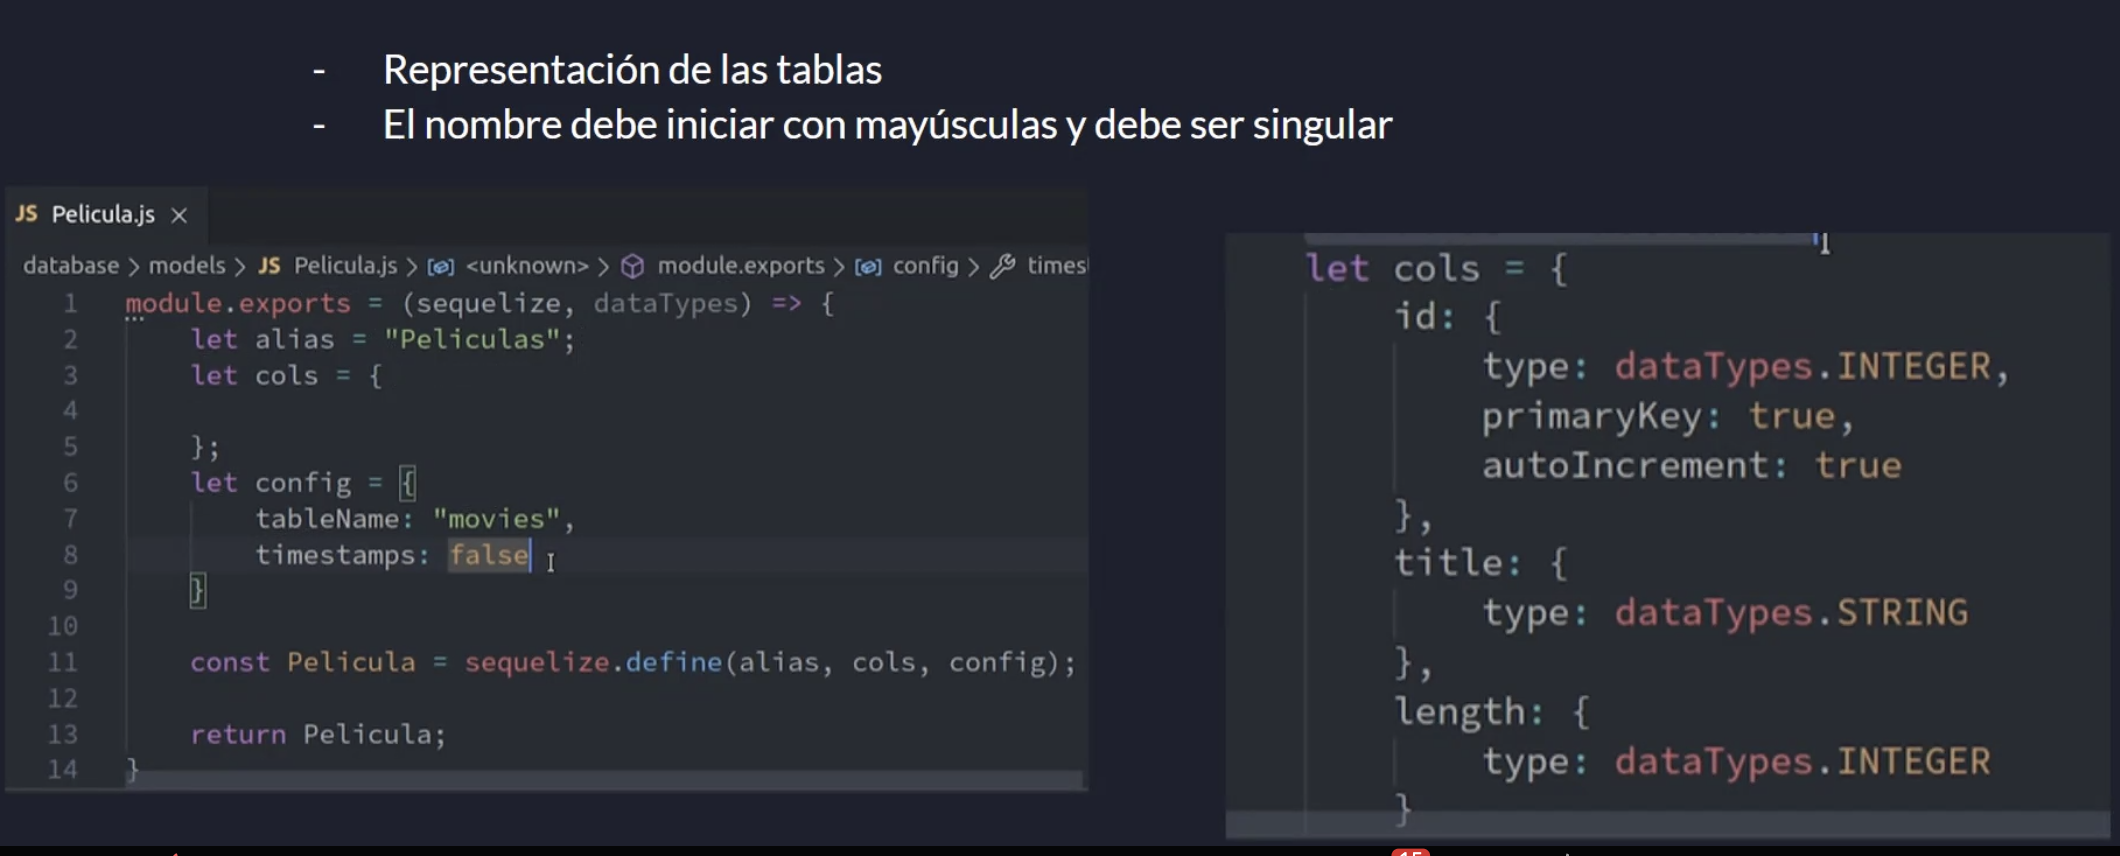 - Representación de las tablas
- El nombre debe iniciar con mayúsculas y debe ser singular
JS Pelicula.js ×
database > models > JS Pelicula.js > <unknown> > module.exports > config > times
1 module.exports = (sequelize, dataTypes) => {
2 let alias = "Peliculas";
3 let cols = {
4
5 };
6 let config = {
7 tableName: "movies",
8 timestamps: false
9 }
10
11 const Pelicula = sequelize.define(alias, cols, config);
12
13 return Pelicula;
14 }
let cols = {
id: {
type: dataTypes.INTEGER,
primaryKey: true,
autoIncrement: true
},
title: {
type: dataTypes.STRING
},
length: {
type: dataTypes.INTEGER
}